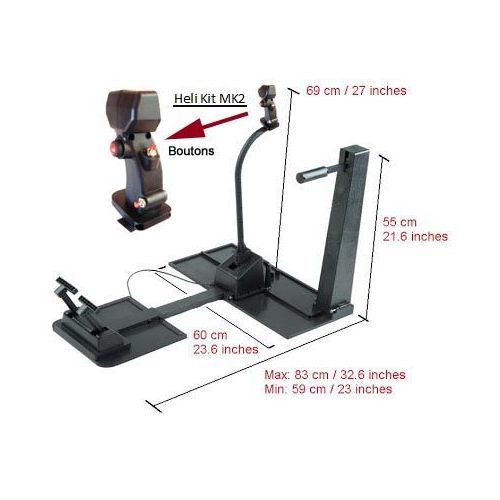 69 cm / 27 inches
Heli Kit MK2
Boutons
55 cm
21.6 inches
60 cm
23.6 inches
Max: 83 cm / 32.6 inches
Min: 59 cm / 23 inches